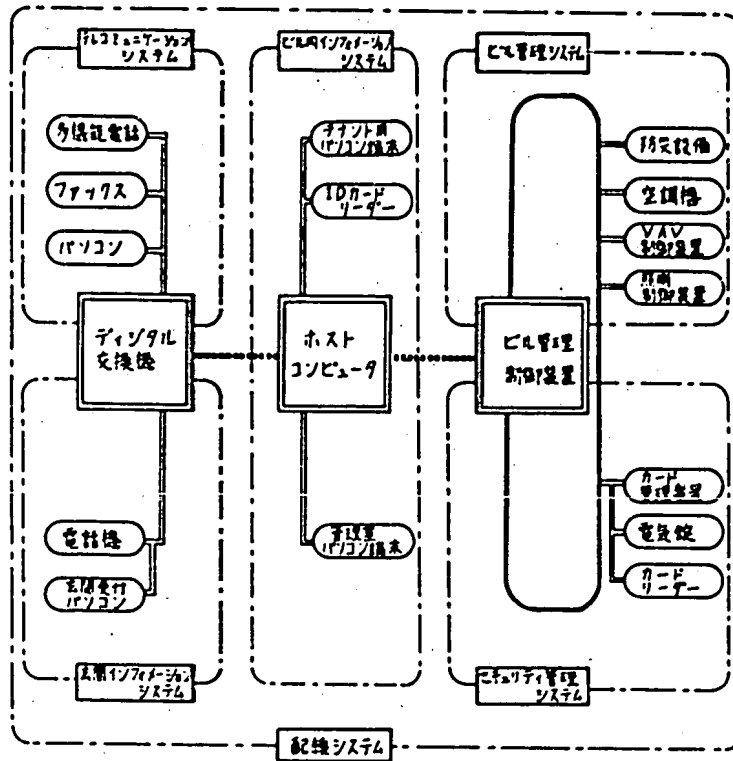 テレコミュニケーション
システム
ビル内インフォメーション
システム
ビル管理システム
多機能電話
ファックス
パソコン
テナント用
パソコン端末
IDカード
リーダー
防災設備
空調機
VAV
制御装置
照明
制御装置
ディジタル
交換機
ホスト
コンピュータ
ビル管理
制御装置
電話機
玄関受付
パソコン
管理室
パソコン端末
カード
電気錠
カード
リーダー
玄関インフォメーション
システム
セキュリティ管理
システム
配線システム